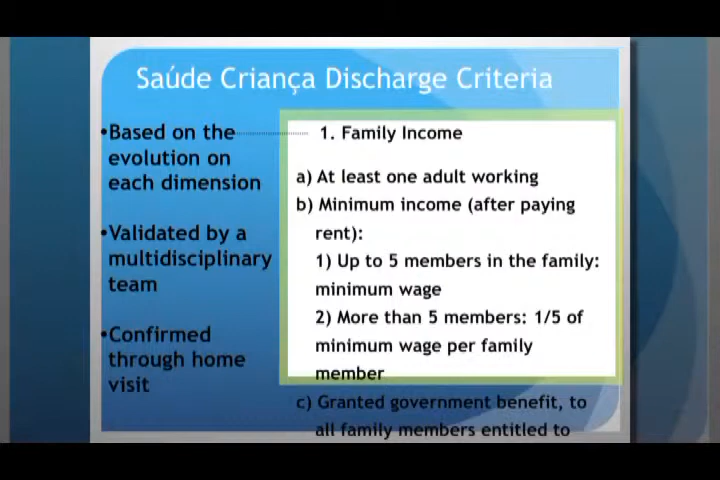 Saúde Criança Discharge Criteria
•Based on the
evolution on
each dimension
•Validated by a
multidisciplinary
team
•Confirmed
through home
visit
1. Family Income
a) At least one adult working
b) Minimum income (after paying
rent):
1) Up to 5 members in the family:
minimum wage
2) More than 5 members: 1/5 of
minimum wage per family
member
c) Granted government benefit, to
all family members entitled to